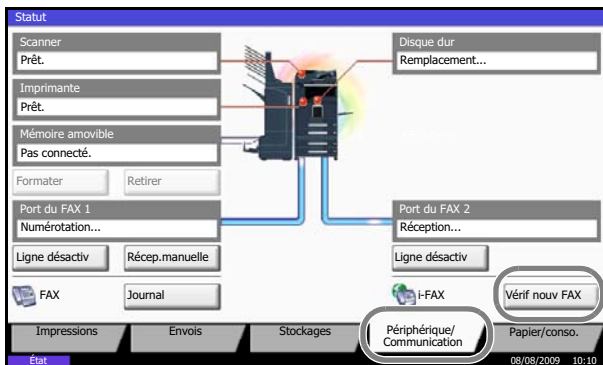 Statut
Scanner
Prêt.
Disque dur
Remplacement...
Imprimante
Prêt.
Mémoire amovible
Pas connecté.
Formater
Retirer
Port du FAX 1
Numérotation...
Port du FAX 2
Réception...
Ligne désactiv
Récep.manuelle
Ligne désactiv
FAX
Journal
i-FAX
Vérif nouv FAX
Impressions
Envois
Stockages
Périphérique/
Communication
Papier/conso.
État
08/08/2009 10:10